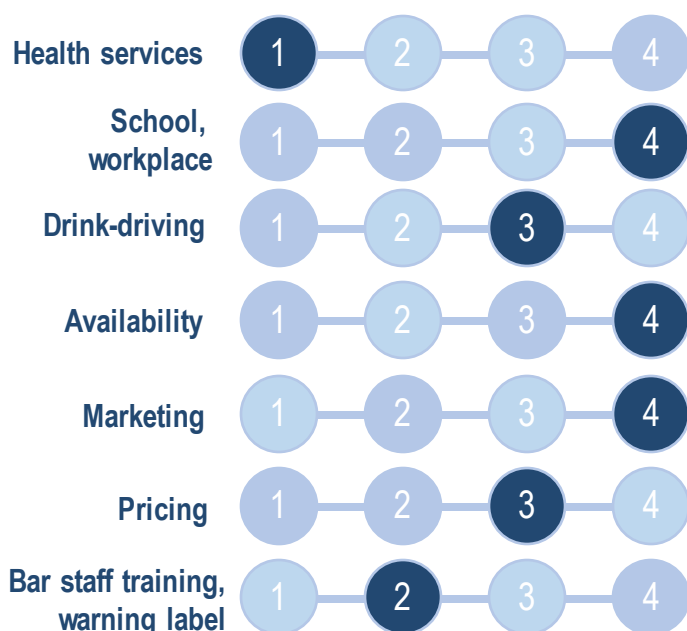 Health services 1 2 3 4
School,
workplace 1 2 3 4
Drink-driving 1 2 3 4
Availability 1 2 3 4
Marketing 1 2 3 4
Pricing 1 2 3 4
Bar staff training,
warning label 1 2 3 4